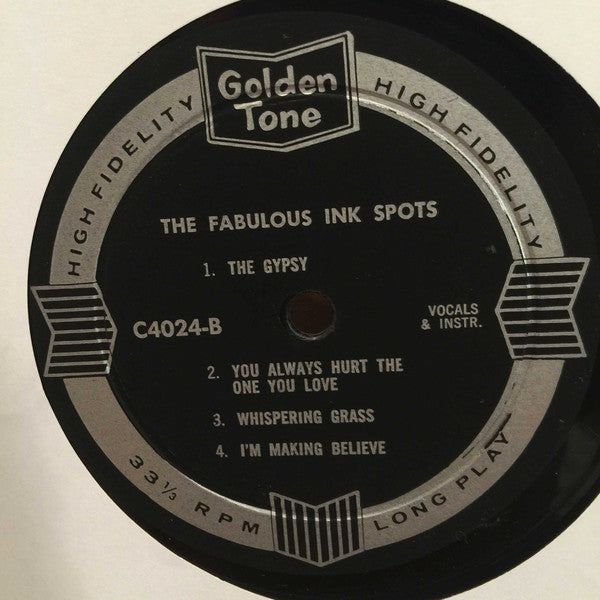 Golden
Tone
HIGH FIDELITY
HIGH FIDELITY
THE FABULOUS INK SPOTS
1. THE GYPSY
C4024-B
VOCALS
& INSTR.
2. YOU ALWAYS HURT THE
ONE YOU LOVE
3. WHISPERING GRASS
4. I'M MAKING BELIEVE
33⅓ RPM
LONG PLAY